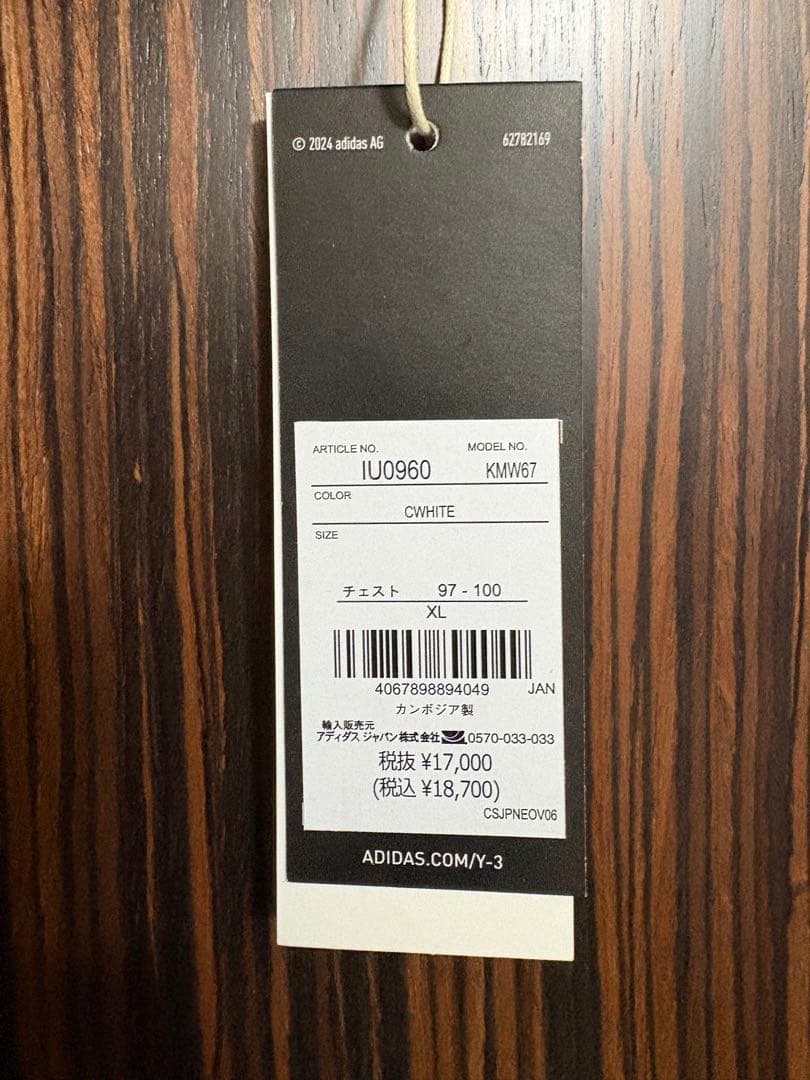 © 2024 adidas AG 62782169
ARTICLE NO. MODEL NO.
IU0960 KMW67
COLOR
CWHITE
SIZE
チェスト 97 - 100
XL
4067898894049 JAN
カンボジア製
輸入販売元
アディダス ジャパン株式会社 0570-033-033
税抜 ¥17,000
(税込 ¥18,700)
CSJPNEOV06
ADIDAS.COM/Y-3